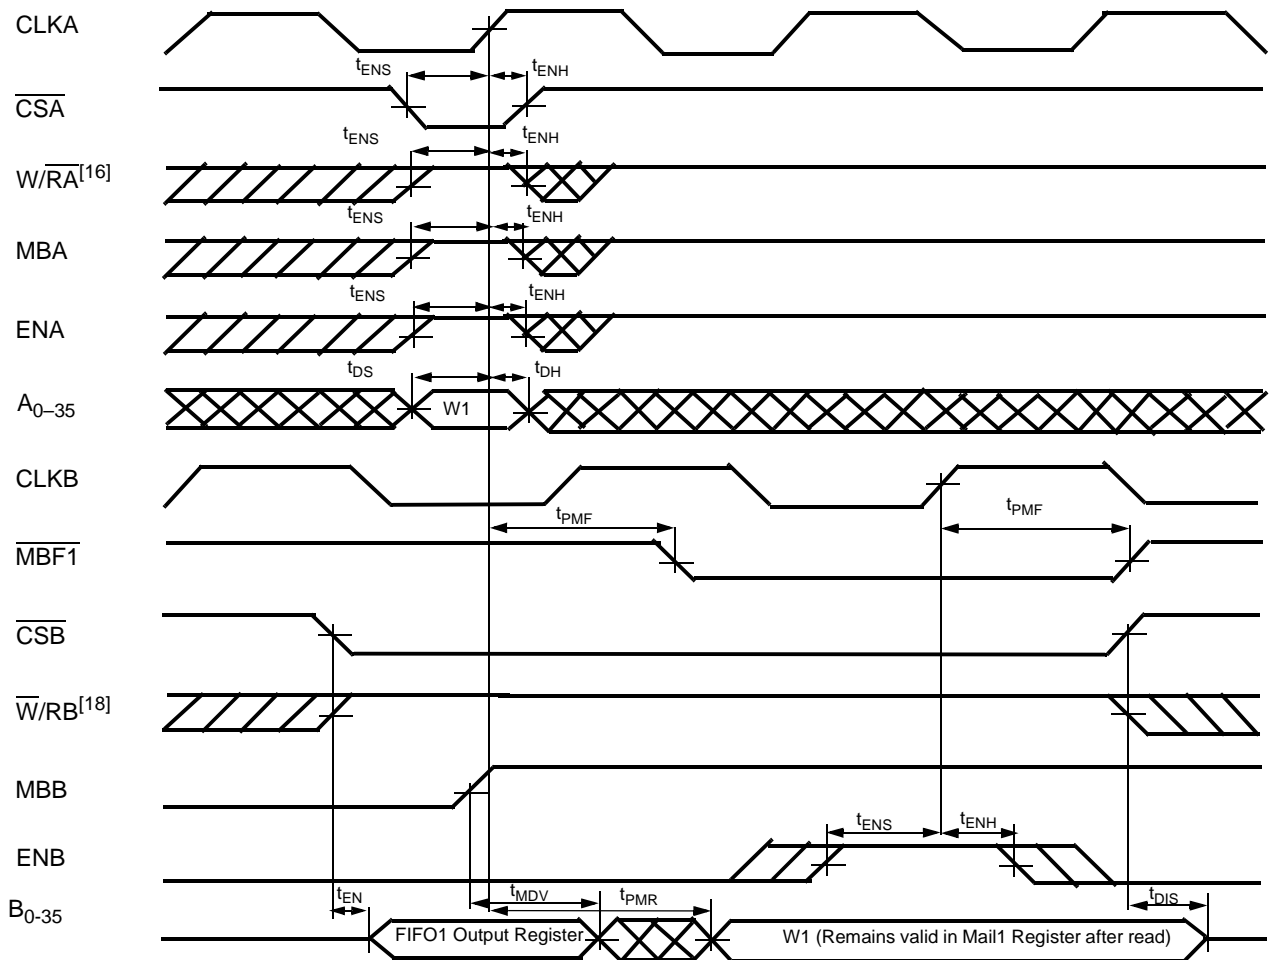 CLKA
tENS tENH
CSA
tENS tENH
W/RA[16]
tENS tENH
MBA
tENS tENH
ENA
tDS tDH
A0–35
W1
CLKB
tPMF tPMF
MBF1
CSB
W/RB[18]
MBB
tENS tENH
ENB
tEN tMDV tPMR tDIS
B0-35
FIFO1 Output Register W1 (Remains valid in Mail1 Register after read)